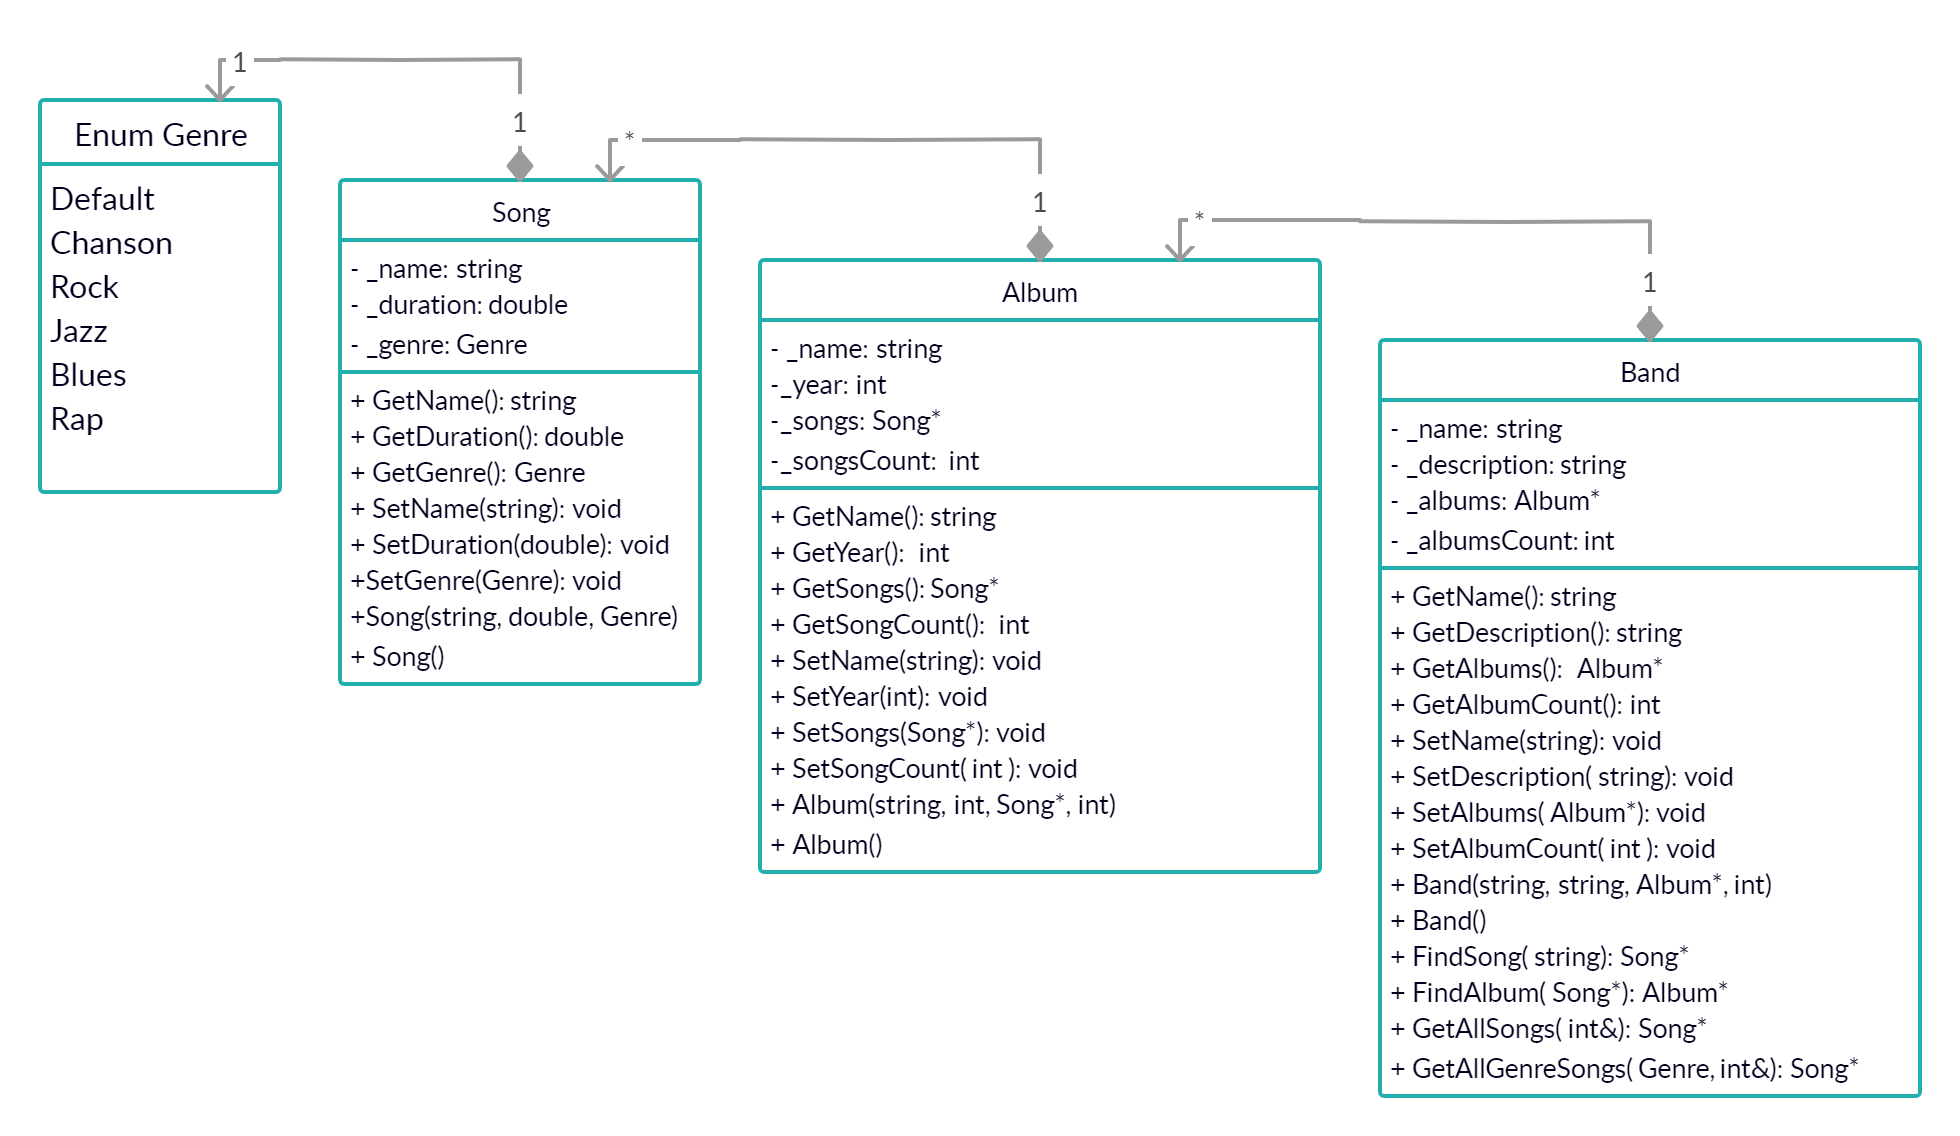 1
1
Enum Genre
Default
Chanson
Rock
Jazz
Blues
Rap
*
1
Song
- _name: string
- _duration: double
- _genre: Genre
+ GetName(): string
+ GetDuration(): double
+ GetGenre(): Genre
+ SetName(string): void
+ SetDuration(double): void
+SetGenre(Genre): void
+Song(string, double, Genre)
+ Song()
*
1
Album
- _name: string
-_year: int
-_songs: Song*
-_songsCount:  int
+ GetName(): string
+ GetYear():  int
+ GetSongs(): Song*
+ GetSongCount():  int
+ SetName(string): void
+ SetYear(int): void
+ SetSongs(Song*): void
+ SetSongCount( int ): void
+ Album(string, int, Song*, int)
+ Album()
Band
- _name: string
- _description: string
- _albums: Album*
- _albumsCount: int
+ GetName(): string
+ GetDescription(): string
+ GetAlbums():  Album*
+ GetAlbumCount(): int
+ SetName(string): void
+ SetDescription( string): void
+ SetAlbums( Album*): void
+ SetAlbumCount( int ): void
+ Band(string, string, Album*, int)
+ Band()
+ FindSong( string): Song*
+ FindAlbum( Song*): Album*
+ GetAllSongs( int&): Song*
+ GetAllGenreSongs( Genre, int&): Song*